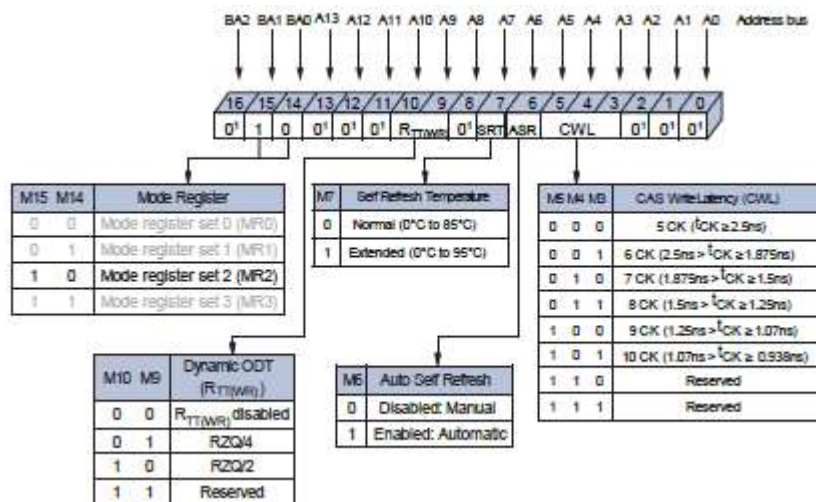 BA2 BA1 BA0 A13 A12 A11 A10 A9 A8 A7 A6 A5 A4 A3 A2 A1 A0 Address bus
16 15 14 13 12 11 10 9 8 7 6 5 4 3 2 1 0
0¹ 1 0 0¹ 0¹ 0¹ RTT(WR) 0¹ SRT ASR CWL 0¹ 0¹ 0¹
M15 M14 Mode Register
0 0 Mode register set 0 (MR0)
0 1 Mode register set 1 (MR1)
1 0 Mode register set 2 (MR2)
1 1 Mode register set 3 (MR3)
M7 Self Refresh Temperature
0 Normal (0°C to 85°C)
1 Extended (0°C to 95°C)
M5 M4 M3 CAS Write Latency (CWL)
0 0 0 5 CK (tCK ≥ 2.5ns)
0 0 1 6 CK (2.5ns > tCK ≥ 1.875ns)
0 1 0 7 CK (1.875ns > tCK ≥ 1.5ns)
0 1 1 8 CK (1.5ns > tCK ≥ 1.25ns)
1 0 0 9 CK (1.25ns > tCK ≥ 1.07ns)
1 0 1 10 CK (1.07ns > tCK ≥ 0.938ns)
1 1 0 Reserved
1 1 1 Reserved
M10 M9 Dynamic ODT
(RTT(WR))
0 0 RTT(WR) disabled
0 1 RZQ/4
1 0 RZQ/2
1 1 Reserved
M6 Auto Self Refresh
0 Disabled: Manual
1 Enabled: Automatic